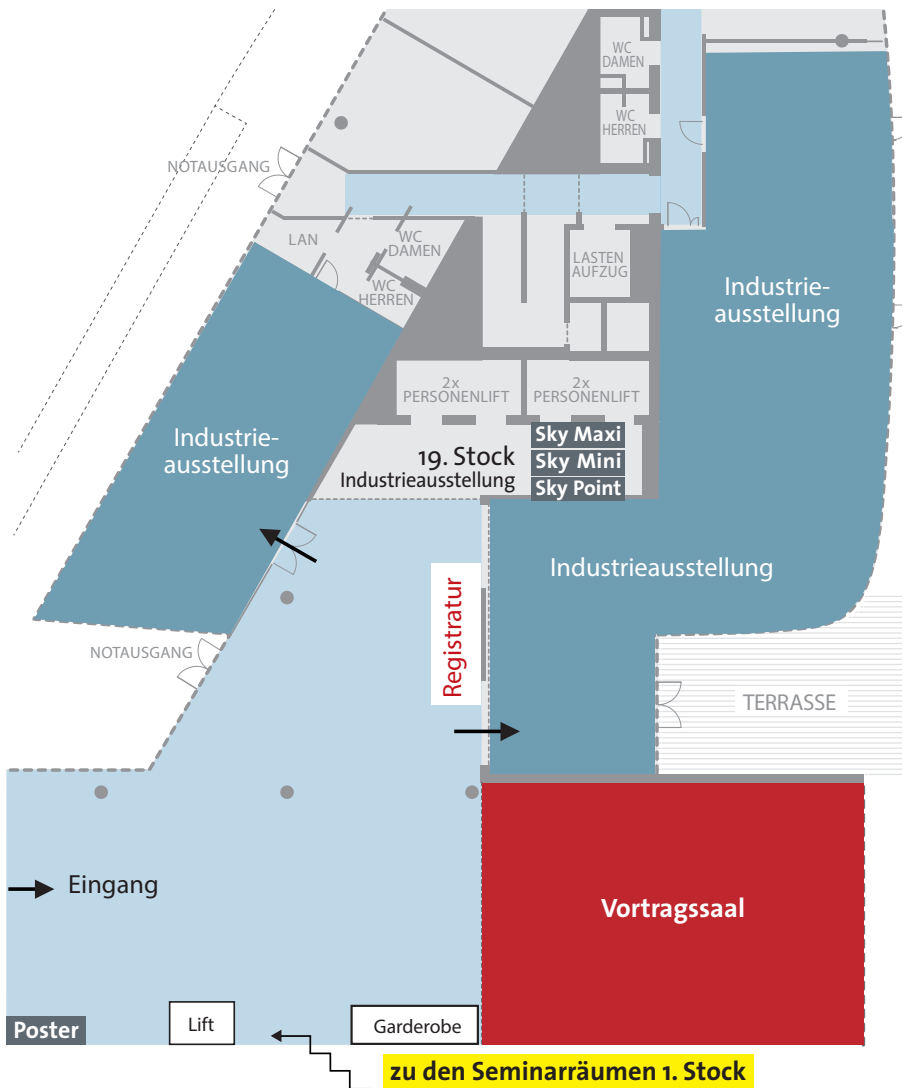 WC
DAMEN
WC
HERREN
NOTAUSGANG
LAN
WC
DAMEN
WC
HERREN
LASTEN
AUFZUG
Industrie-
ausstellung
2x
PERSONENLIFT
2x
PERSONENLIFT
Industrie-
ausstellung
19. Stock
Industrieausstellung
Sky Maxi
Sky Mini
Sky Point
Industrieausstellung
Registratur
NOTAUSGANG
TERRASSE
Eingang
Vortragssaal
Poster
Lift
Garderobe
zu den Seminarräumen 1. Stock